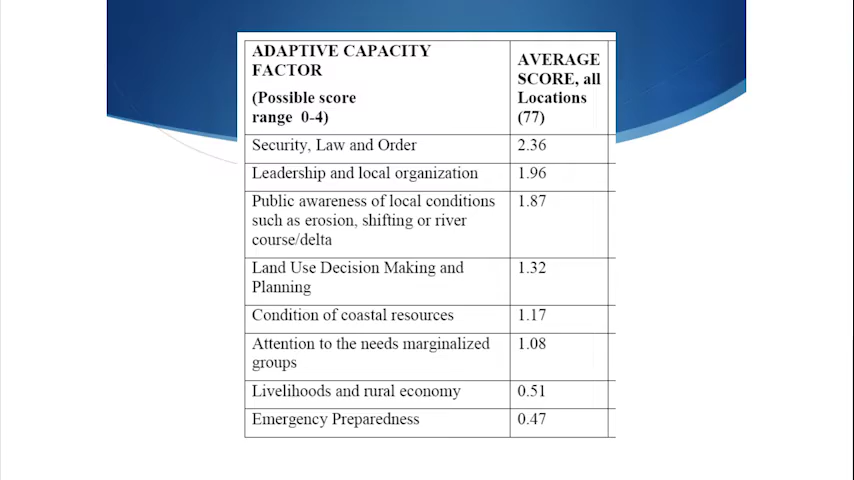 ADAPTIVE CAPACITY
FACTOR
(Possible score
range 0-4)
AVERAGE
SCORE, all
Locations
(77)
Security, Law and Order
2.36
Leadership and local organization
1.96
Public awareness of local conditions
such as erosion, shifting or river
course/delta
1.87
Land Use Decision Making and
Planning
1.32
Condition of coastal resources
1.17
Attention to the needs marginalized
groups
1.08
Livelihoods and rural economy
0.51
Emergency Preparedness
0.47